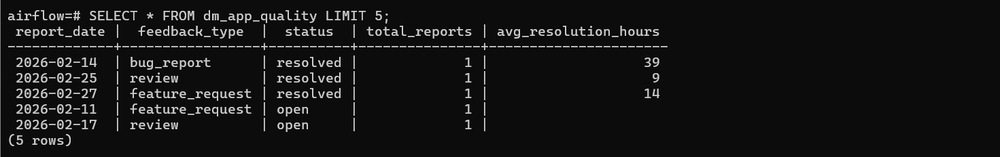 airflow=# SELECT * FROM dm_app_quality LIMIT 5;
 report_date |  feedback_type   |  status  | total_reports | avg_resolution_hours
-------------+------------------+----------+---------------+----------------------
 2026-02-14  | bug_report       | resolved |             1 |                   39
 2026-02-25  | review           | resolved |             1 |                    9
 2026-02-27  | feature_request  | resolved |             1 |                   14
 2026-02-11  | feature_request  | open     |             1 |
 2026-02-17  | review           | open     |             1 |
(5 rows)